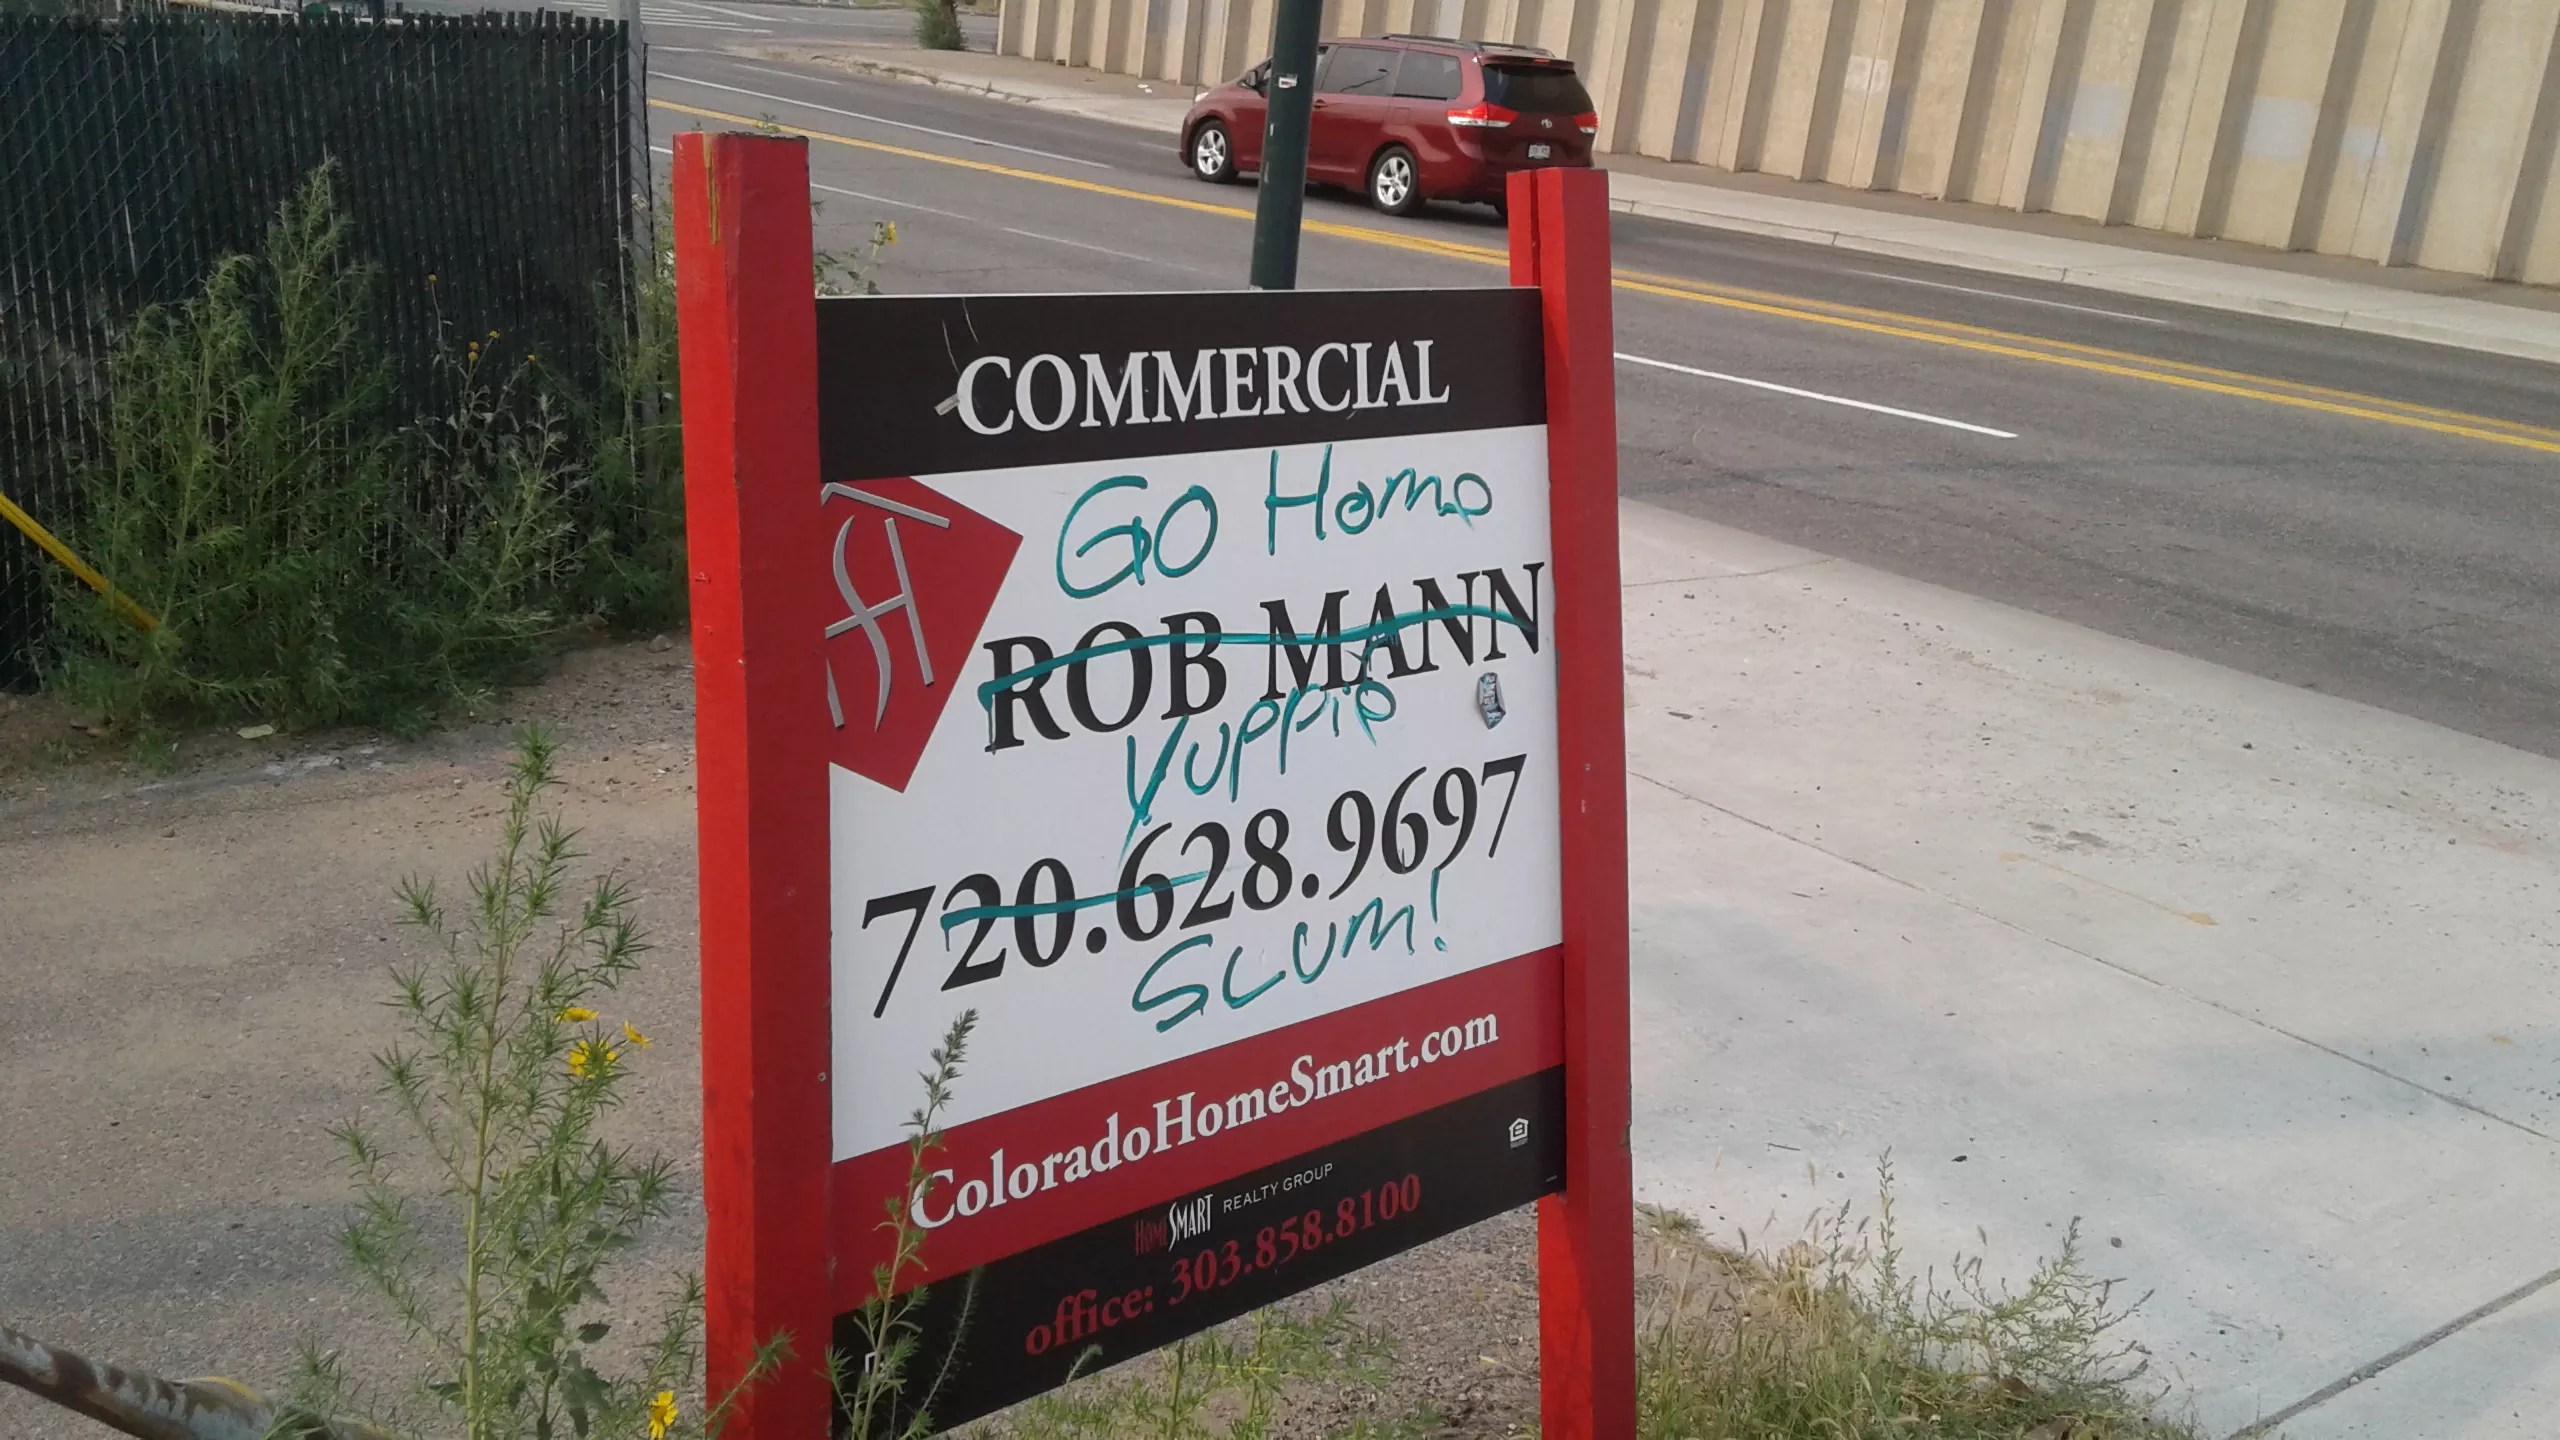 COMMERCIAL
Go Home
ROB MANN
Yuppie
720.628.9697
SCUM!
ColoradoHomeSmart.com
HOMESMART REALTY GROUP
office: 303.858.8100